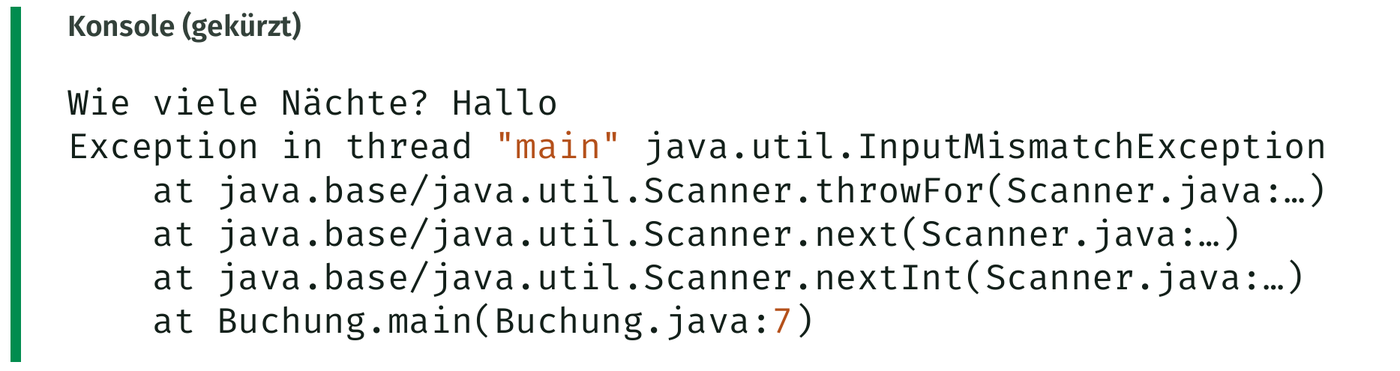 Konsole (gekürzt)
Wie viele Nächte? Hallo
Exception in thread "main" java.util.InputMismatchException
at java.base/java.util.Scanner.throwFor(Scanner.java:…)
at java.base/java.util.Scanner.next(Scanner.java:…)
at java.base/java.util.Scanner.nextInt(Scanner.java:…)
at Buchung.main(Buchung.java:7)